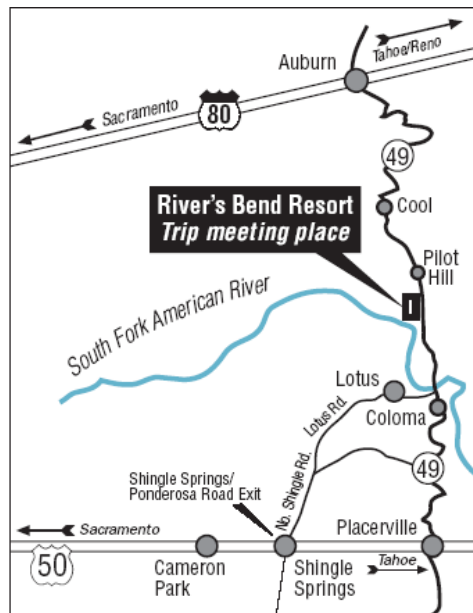 Auburn
Tahoe/Reno
Sacramento
80
49
River's Bend Resort
Trip meeting place
Cool
Pilot
Hill
South Fork American River
Lotus
Lotus Rd.
Coloma
No. Shingle Rd.
49
Shingle Springs/
Ponderosa Road Exit
Sacramento
Placerville
50
Cameron
Park
Shingle
Springs
Tahoe